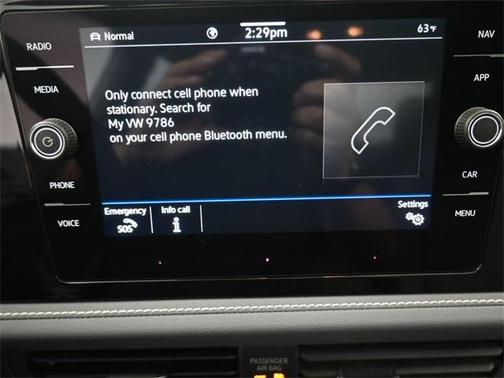 RADIO
MEDIA
PHONE
VOICE
Normal
2:29pm
63°F
Only connect cell phone when
stationary. Search for
My VW 9786
on your cell phone Bluetooth menu.
Emergency
SOS
Info call
i
Settings
NAV
APP
CAR
MENU
PASSENGER
AIR BAG